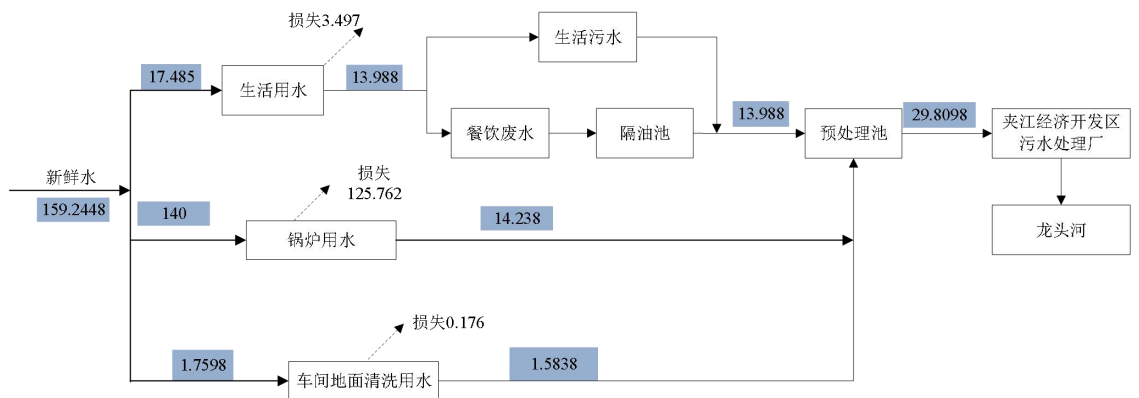 损失3.497
生活污水
17.485
生活用水
13.988
餐饮废水
隔油池
13.988
预处理池
29.8098
夹江经济开发区
污水处理厂
新鲜水
159.2448
损失
125.762
140
锅炉用水
14.238
龙头河
损失0.176
1.7598
车间地面清洗用水
1.5838